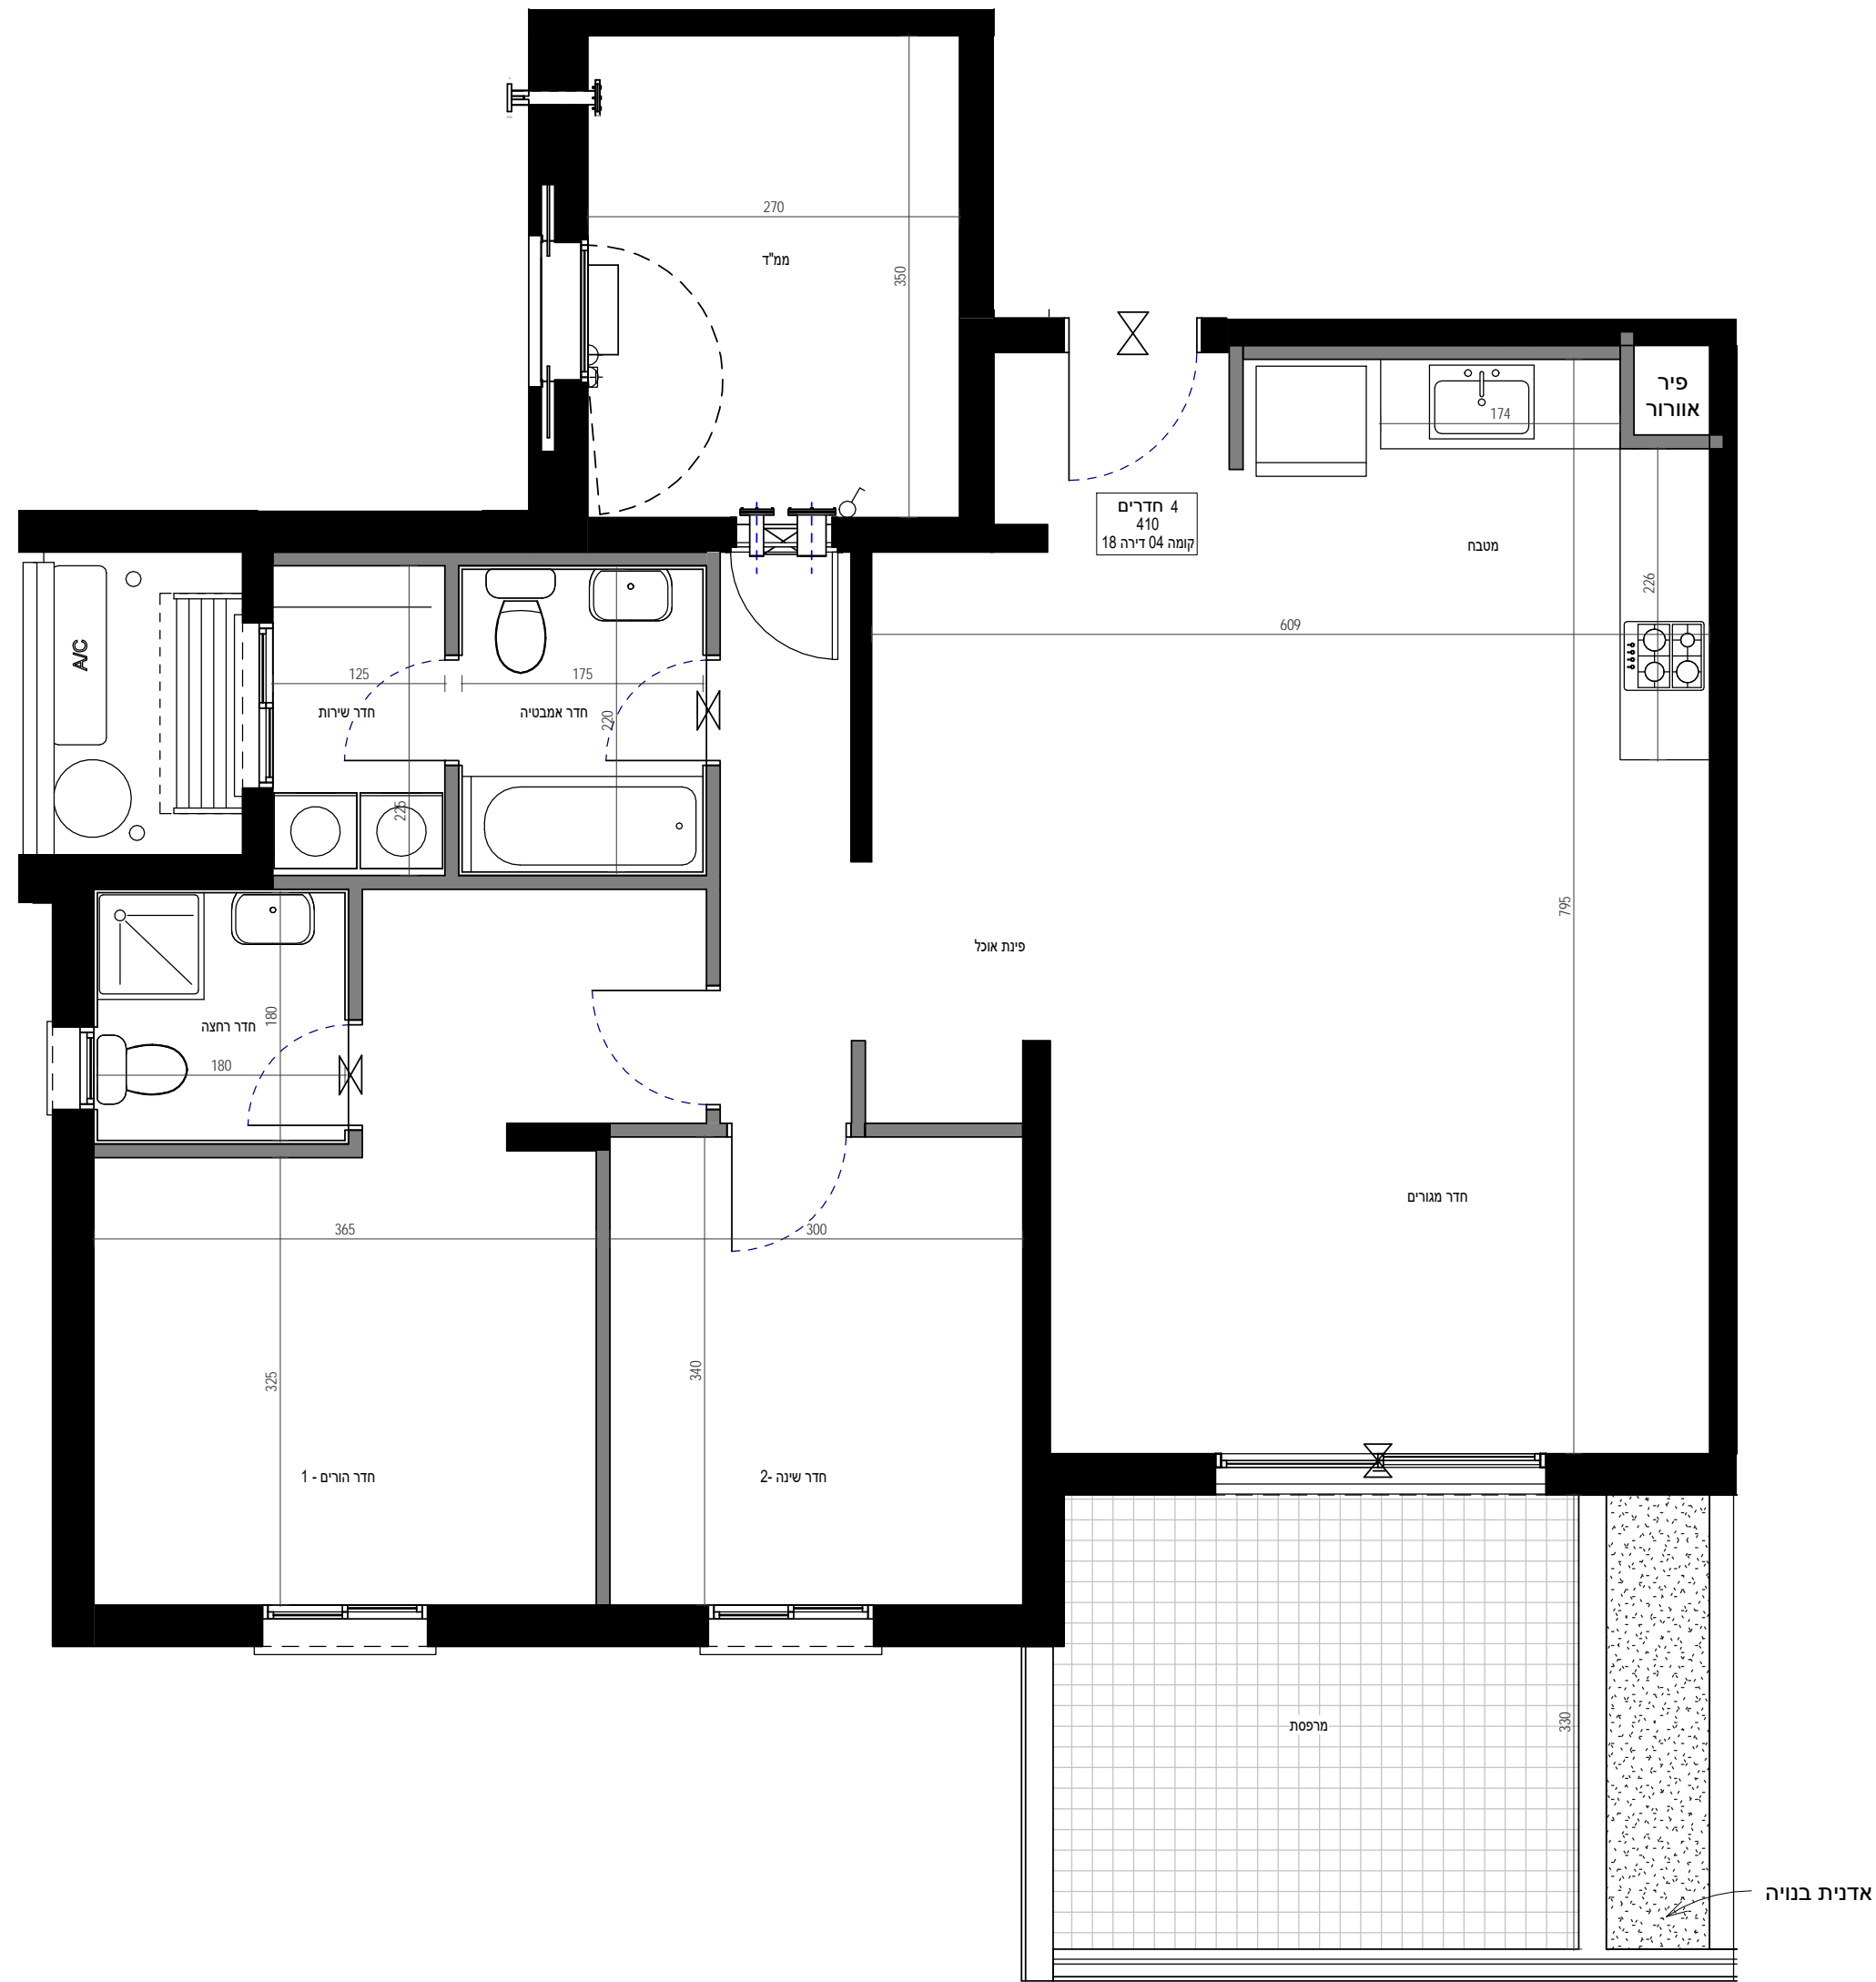 270
ממ"ד
350
פיר
אוורור
174
4 חדרים
410
קומה 04 דירה 18
מטבח
226
609
A/C
125
175
חדר שירות
חדר אמבטיה
220
225
795
פינת אוכל
180
חדר רחצה
180
חדר מגורים
365
300
325
340
חדר הורים - 1
חדר שינה -2
מרפסת
330
אדנית בנויה